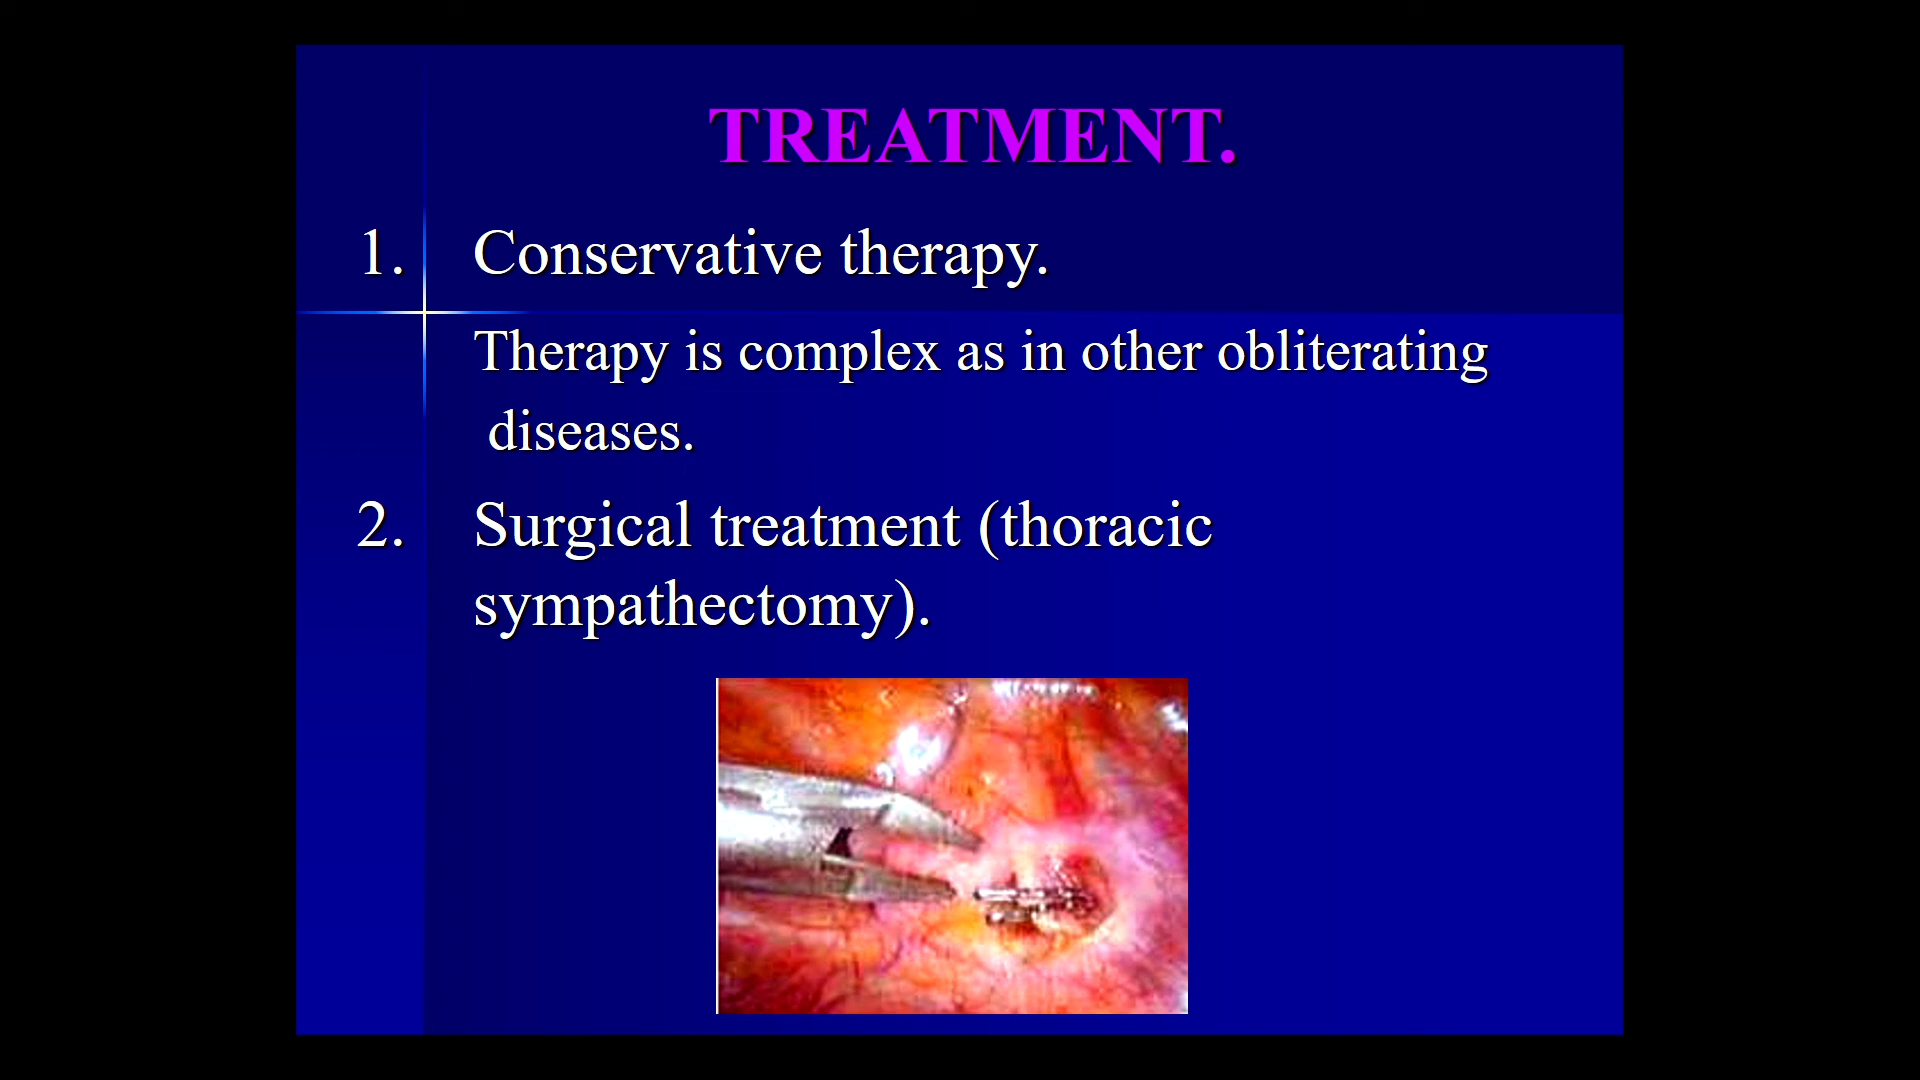 TREATMENT.
1. Conservative therapy.
Therapy is complex as in other obliterating
diseases.
2. Surgical treatment (thoracic
sympathectomy).